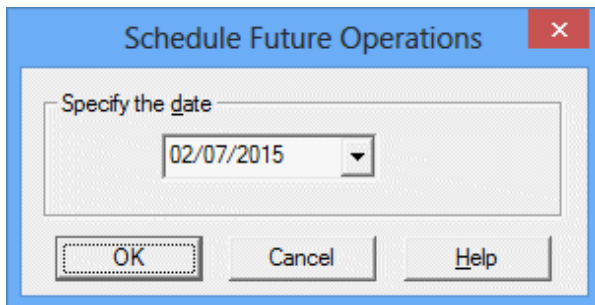 Schedule Future Operations
Specify the date
02/07/2015
OK Cancel Help